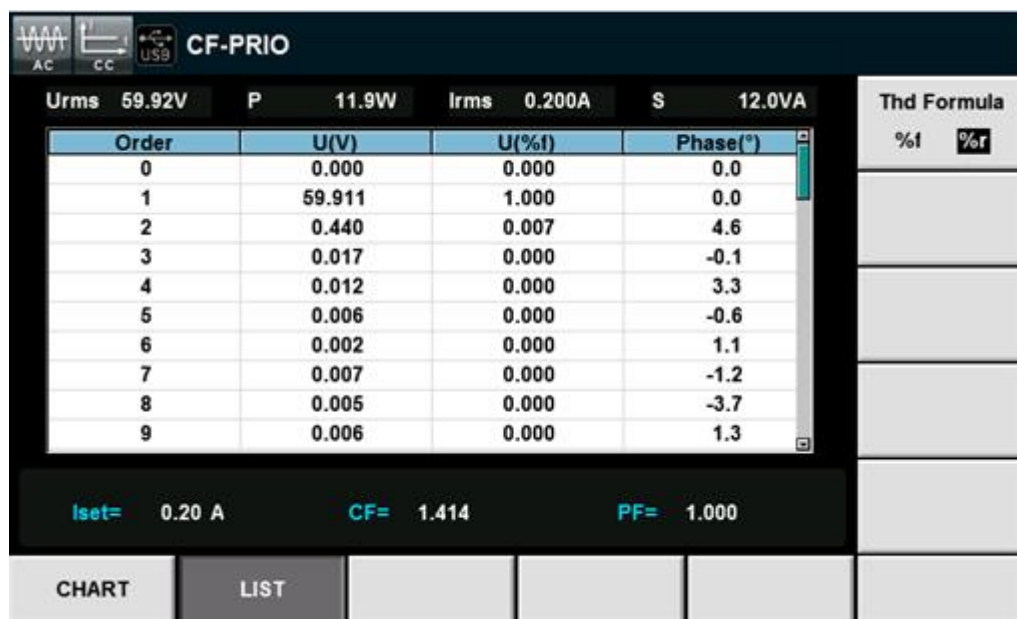 AC CC USB CF-PRIO
Urms 59.92V P 11.9W Irms 0.200A S 12.0VA
Thd Formula
%f %r
Order U(V) U(%f) Phase(°)
0 0.000 0.000 0.0
1 59.911 1.000 0.0
2 0.440 0.007 4.6
3 0.017 0.000 -0.1
4 0.012 0.000 3.3
5 0.006 0.000 -0.6
6 0.002 0.000 1.1
7 0.007 0.000 -1.2
8 0.005 0.000 -3.7
9 0.006 0.000 1.3
Iset= 0.20 A CF= 1.414 PF= 1.000
CHART LIST